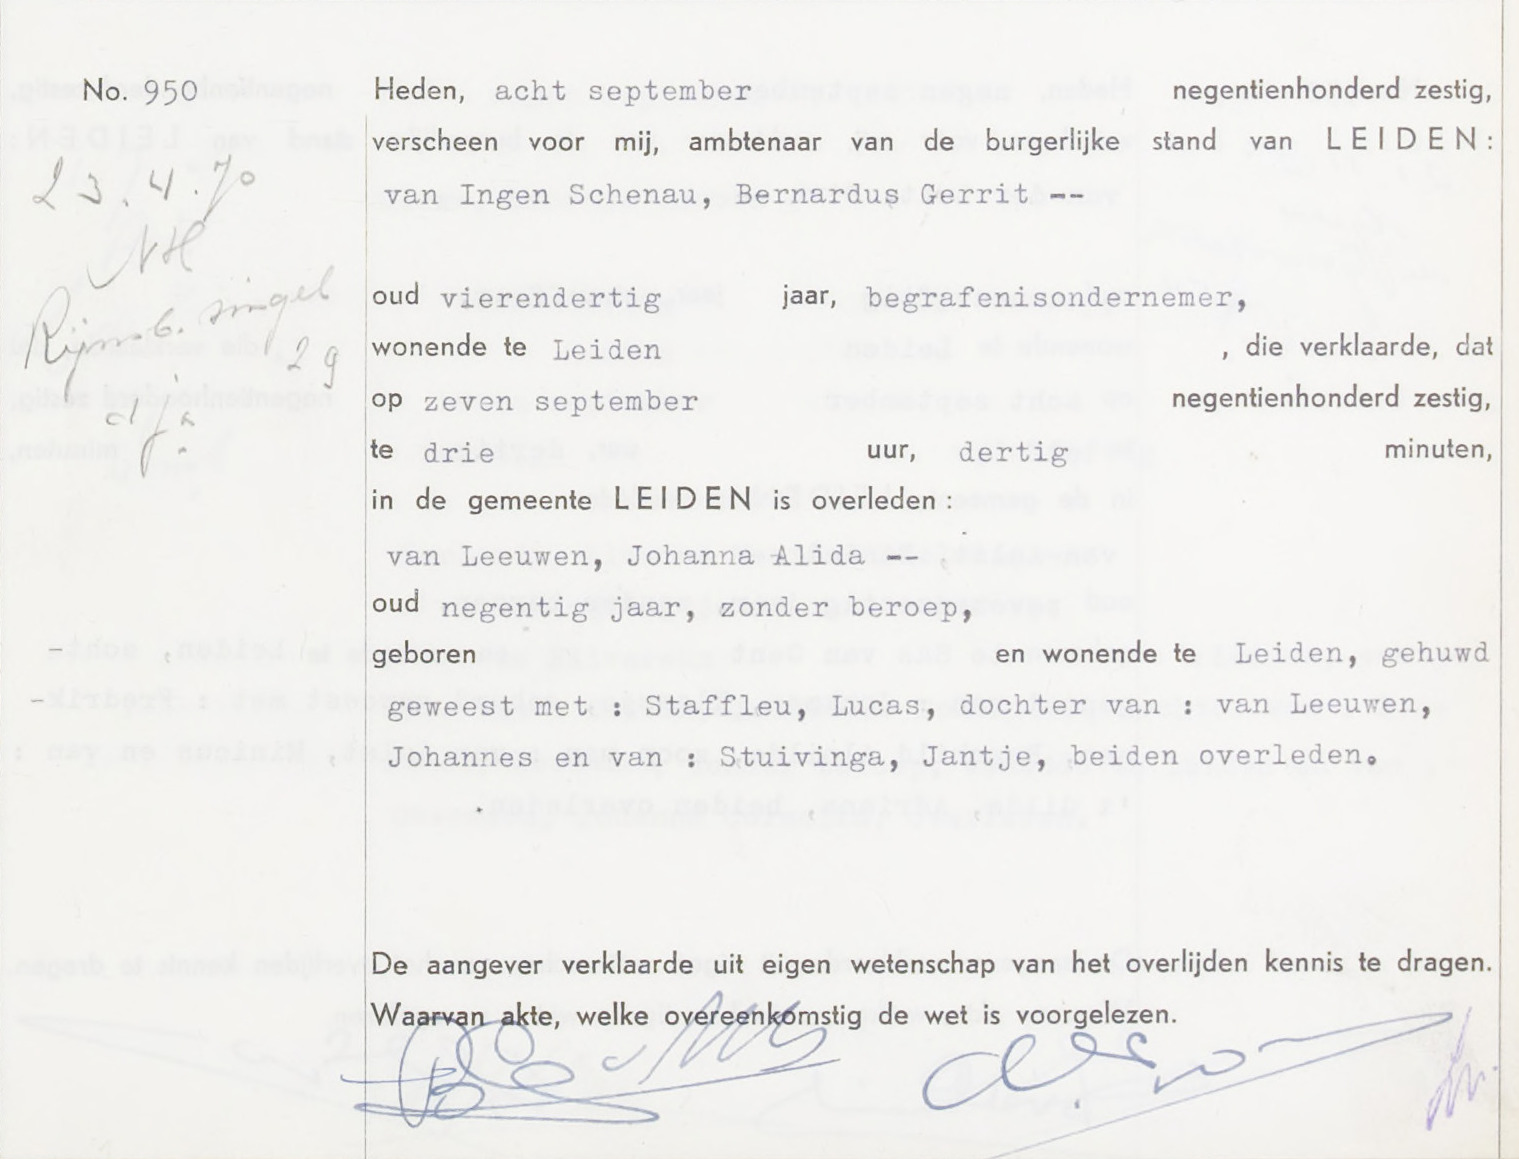 No. 950
23.4.70
NH
Rijnsb. singel
29
Heden, acht september negentienhonderd zestig,
verscheen voor mij, ambtenaar van de burgerlijke stand van LEIDEN:
van Ingen Schenau, Bernardus Gerrit --
oud vierendertig jaar, begrafenisondernemer,
wonende te Leiden , die verklaarde, dat
op zeven september negentienhonderd zestig,
te drie uur, dertig minuten,
in de gemeente LEIDEN is overleden:
van Leeuwen, Johanna Alida --
oud negentig jaar, zonder beroep,
geboren en wonende te Leiden, gehuwd
geweest met : Staffleu, Lucas, dochter van : van Leeuwen,
Johannes en van : Stuivinga, Jantje, beiden overleden.
De aangever verklaarde uit eigen wetenschap van het overlijden kennis te dragen.
Waarvan akte, welke overeenkomstig de wet is voorgelezen.